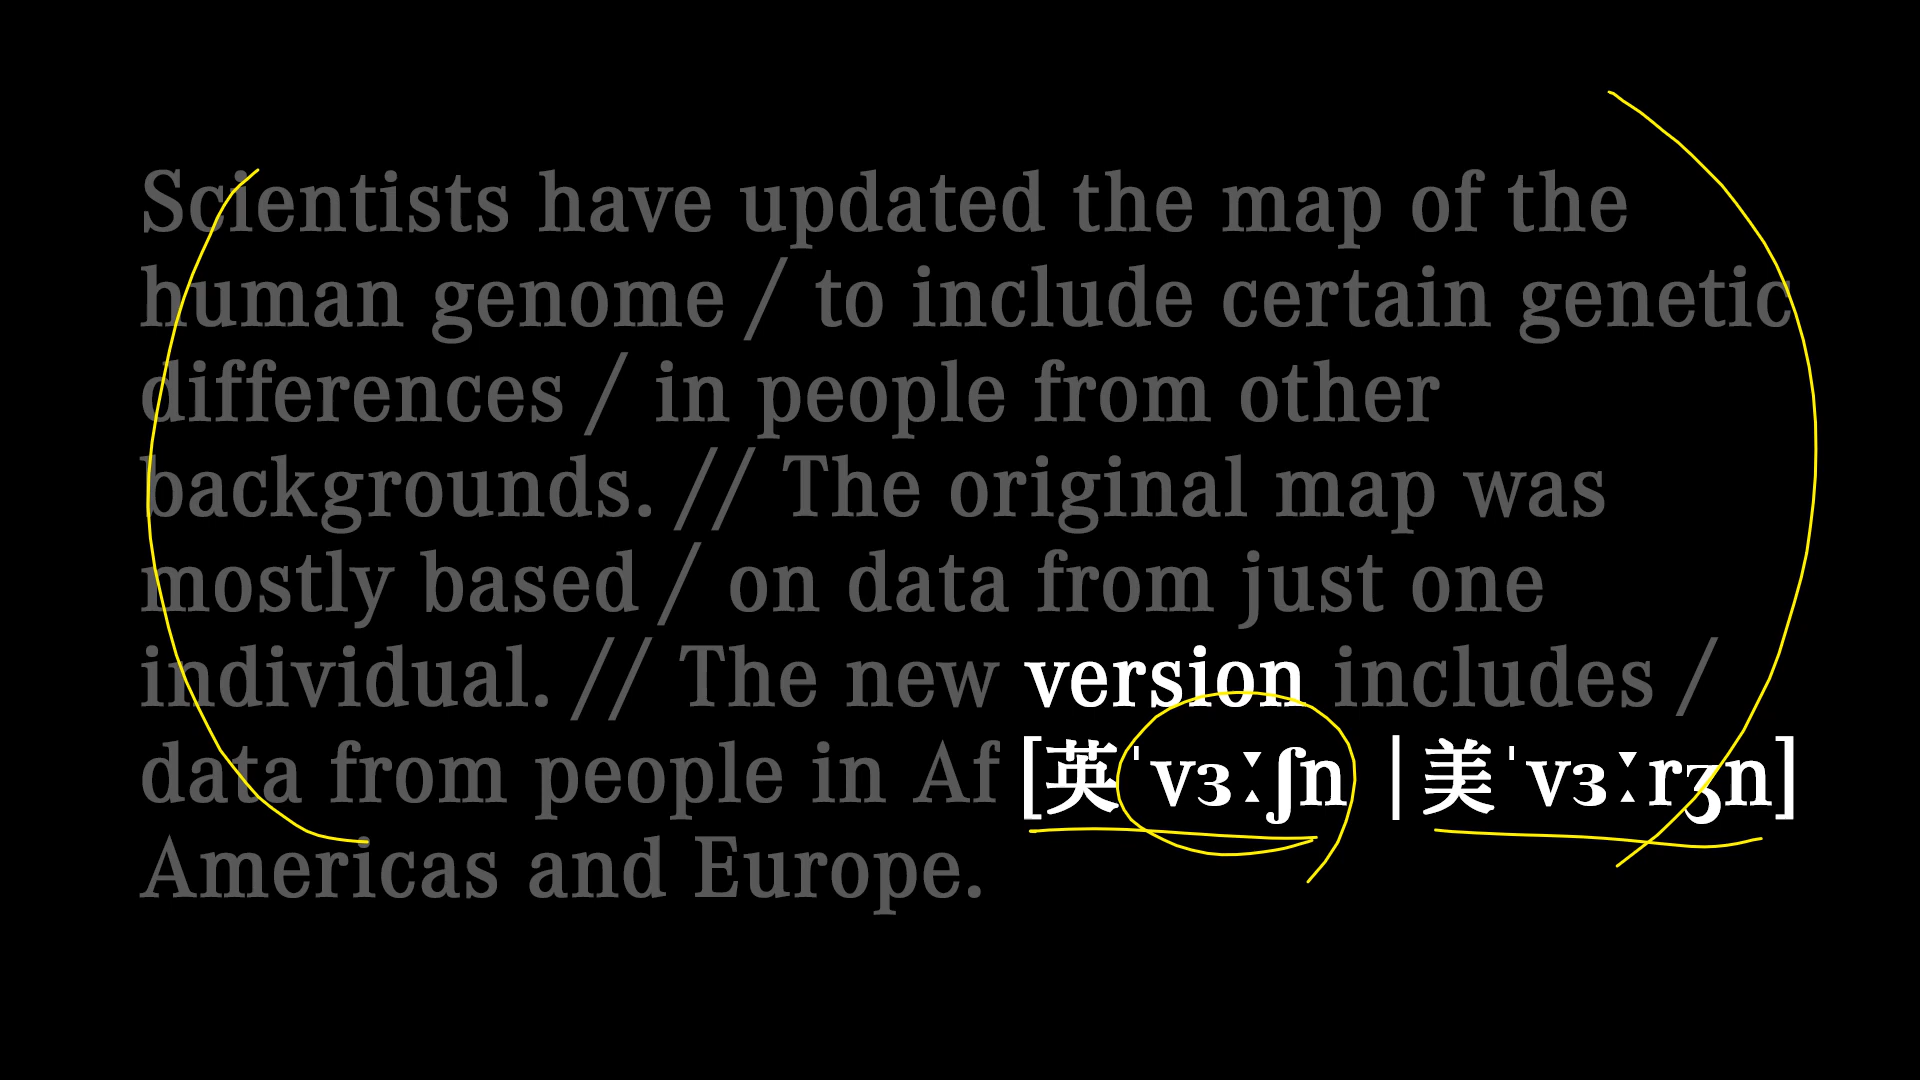 Scientists have updated the map of the
human genome / to include certain genetic
differences / in people from other
backgrounds. // The original map was
mostly based / on data from just one
individual. // The new version includes /
data from people in Af [英ˈvɜːʃn | 美ˈvɜːrʒn]
Americas and Europe.